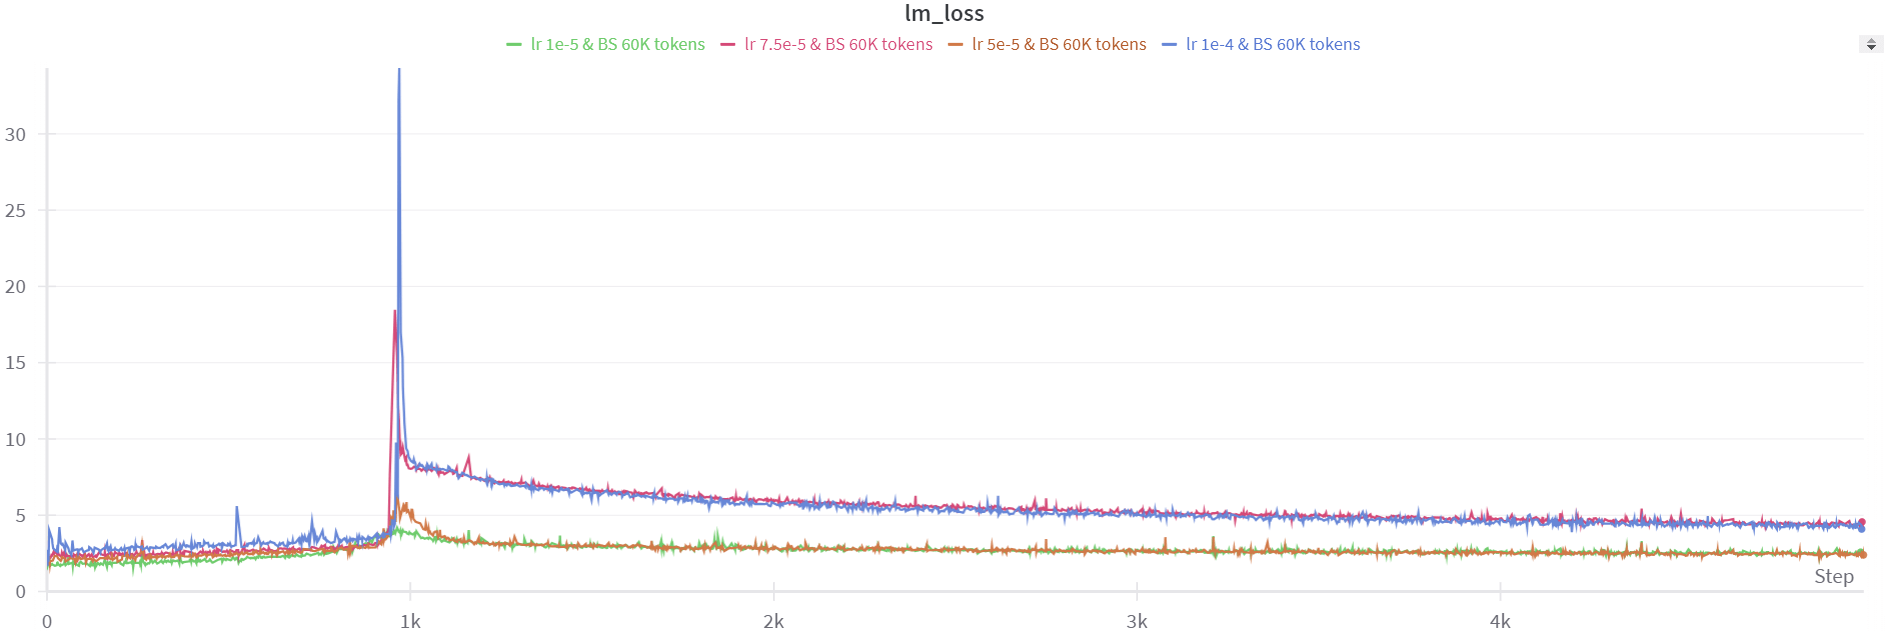 lm_loss
lr 1e-5 & BS 60K tokens lr 7.5e-5 & BS 60K tokens lr 5e-5 & BS 60K tokens lr 1e-4 & BS 60K tokens
30
25
20
15
10
5
0
Step
0 1k 2k 3k 4k